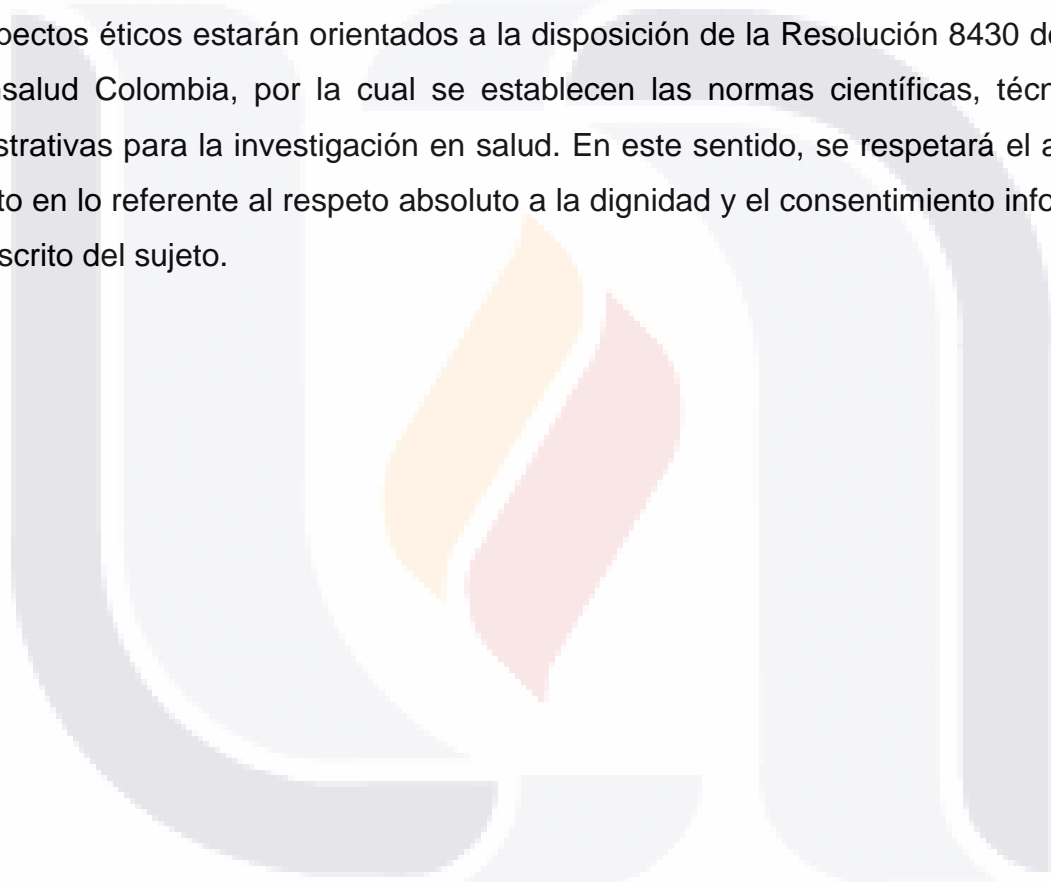 pectos éticos estarán orientados a la disposición de la Resolución 8430 d
salud Colombia, por la cual se establecen las normas científicas, técn
strativas para la investigación en salud. En este sentido, se respetará el a
to en lo referente al respeto absoluto a la dignidad y el consentimiento info
scrito del sujeto.